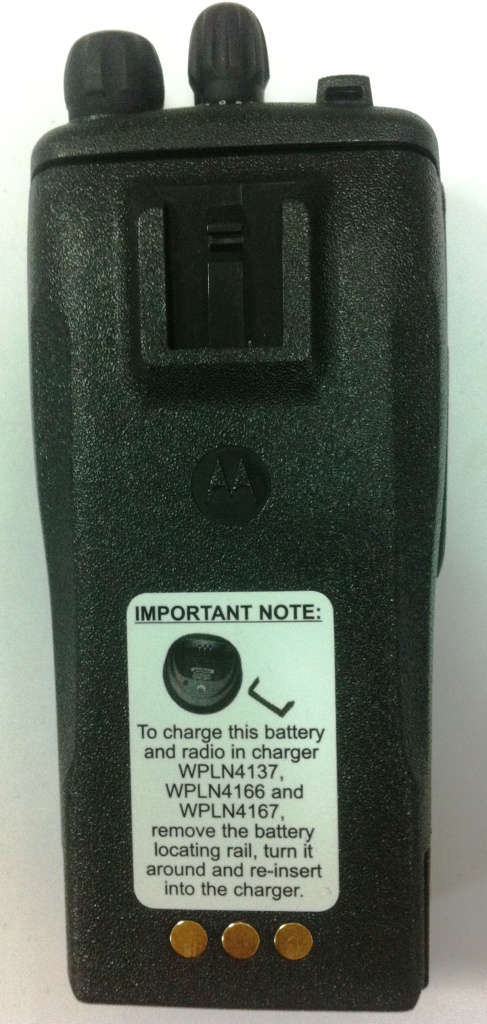 IMPORTANT NOTE:
To charge this battery
and radio in charger
WPLN4137,
WPLN4166 and
WPLN4167,
remove the battery
locating rail, turn it
around and re-insert
into the charger.